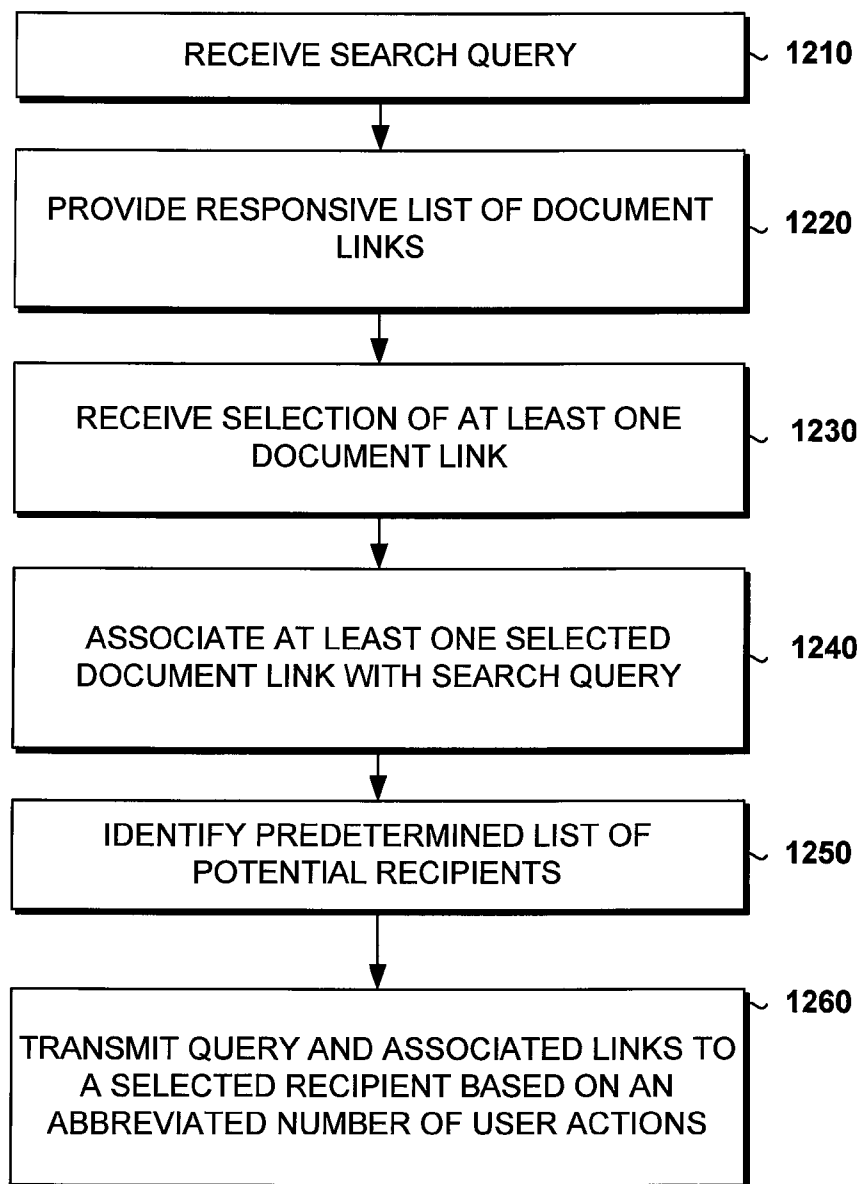 RECEIVE SEARCH QUERY
1210
PROVIDE RESPONSIVE LIST OF DOCUMENT
LINKS
1220
RECEIVE SELECTION OF AT LEAST ONE
DOCUMENT LINK
1230
ASSOCIATE AT LEAST ONE SELECTED
DOCUMENT LINK WITH SEARCH QUERY
1240
IDENTIFY PREDETERMINED LIST OF
POTENTIAL RECIPIENTS
1250
TRANSMIT QUERY AND ASSOCIATED LINKS TO
A SELECTED RECIPIENT BASED ON AN
ABBREVIATED NUMBER OF USER ACTIONS
1260